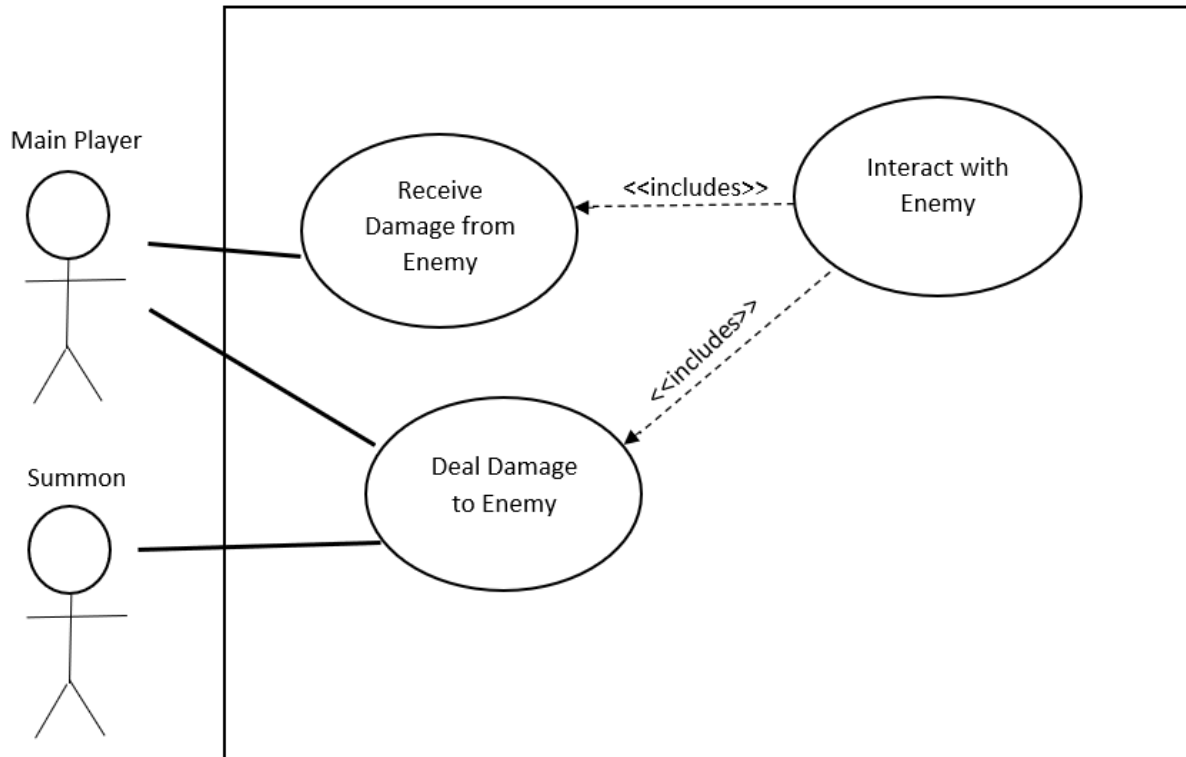 Main Player
Receive
Damage from
Enemy
<<includes>>
Interact with
Enemy
<<includes>>
Deal Damage
to Enemy
Summon